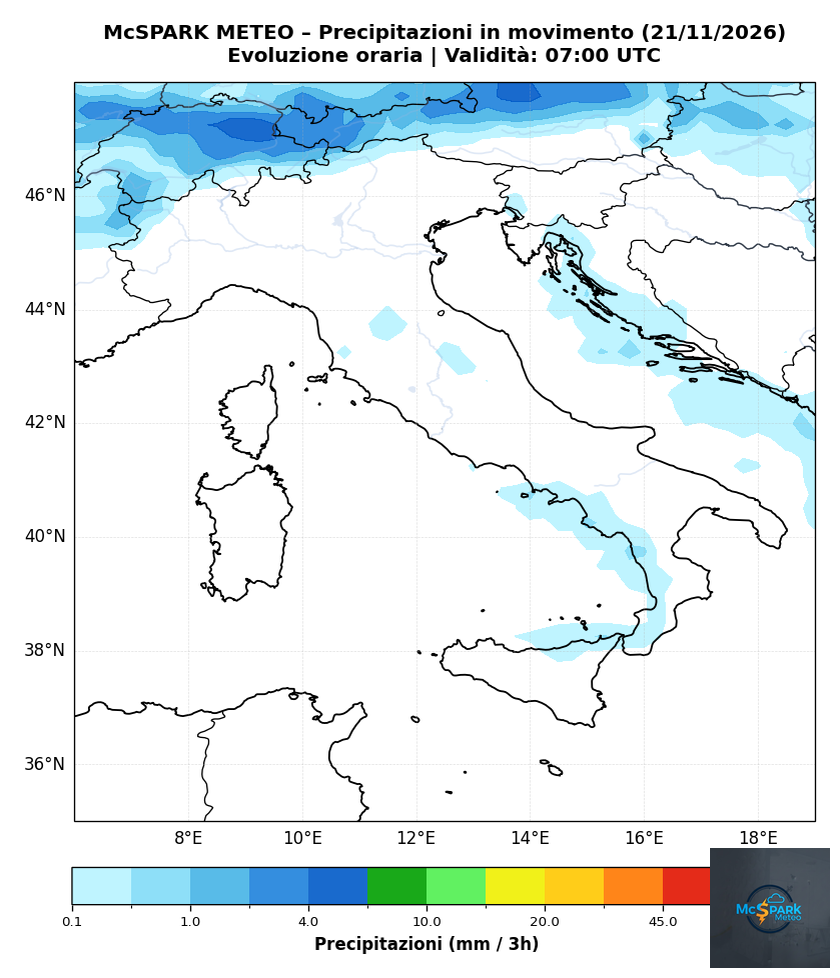 McSPARK METEO – Precipitazioni in movimento (21/11/2026)
Evoluzione oraria | Validità: 07:00 UTC
46°N
44°N
42°N
40°N
38°N
36°N
8°E 10°E 12°E 14°E 16°E 18°E
0.1 1.0 4.0 10.0 20.0 45.0
Precipitazioni (mm / 3h)
McSPARK
Meteo